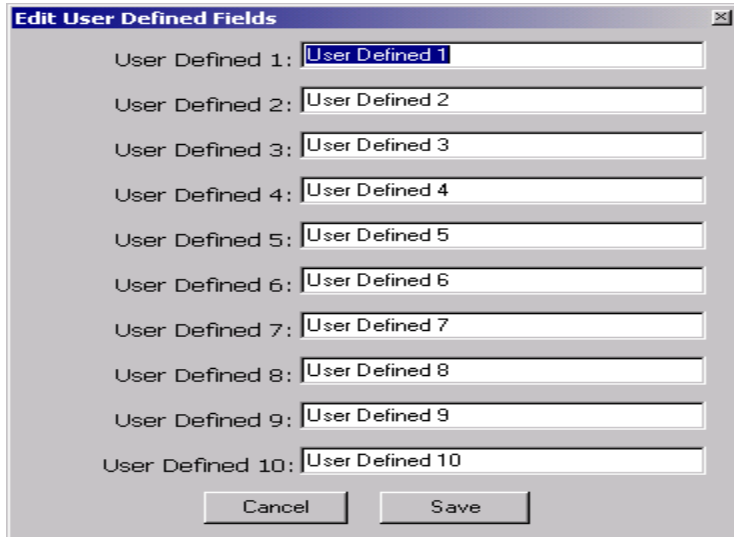 Edit User Defined Fields
User Defined 1: User Defined 1
User Defined 2: User Defined 2
User Defined 3: User Defined 3
User Defined 4: User Defined 4
User Defined 5: User Defined 5
User Defined 6: User Defined 6
User Defined 7: User Defined 7
User Defined 8: User Defined 8
User Defined 9: User Defined 9
User Defined 10: User Defined 10
Cancel Save